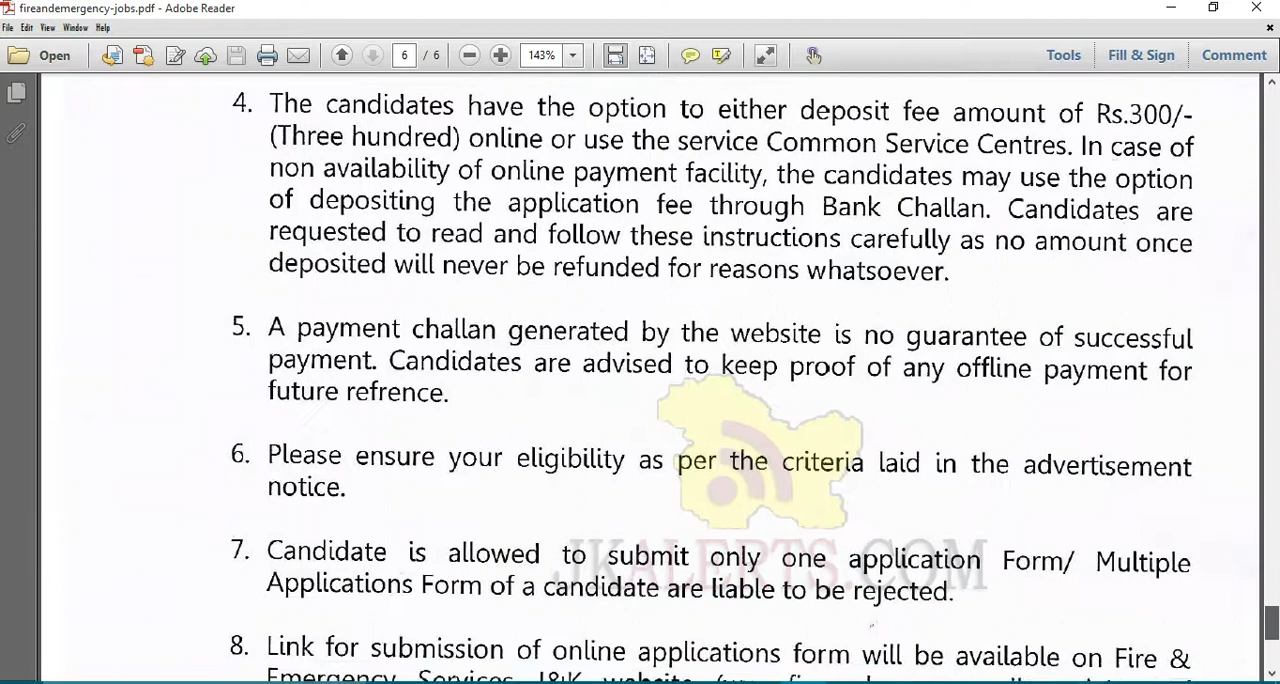 fireandemergency-jobs.pdf - Adobe Reader
File Edit View Window Help
Open 6 / 6 143% Tools Fill & Sign Comment
4. The candidates have the option to either deposit fee amount of Rs.300/-
(Three hundred) online or use the service Common Service Centres. In case of
non availability of online payment facility, the candidates may use the option
of depositing the application fee through Bank Challan. Candidates are
requested to read and follow these instructions carefully as no amount once
deposited will never be refunded for reasons whatsoever.
5. A payment challan generated by the website is no guarantee of successful
payment. Candidates are advised to keep proof of any offline payment for
future refrence.
6. Please ensure your eligibility as per the criteria laid in the advertisement
notice.
7. Candidate is allowed to submit only one application Form/ Multiple
JKALERTS.COM
Applications Form of a candidate are liable to be rejected.
8. Link for submission of online applications form will be available on Fire &
Emergency Services J&K website